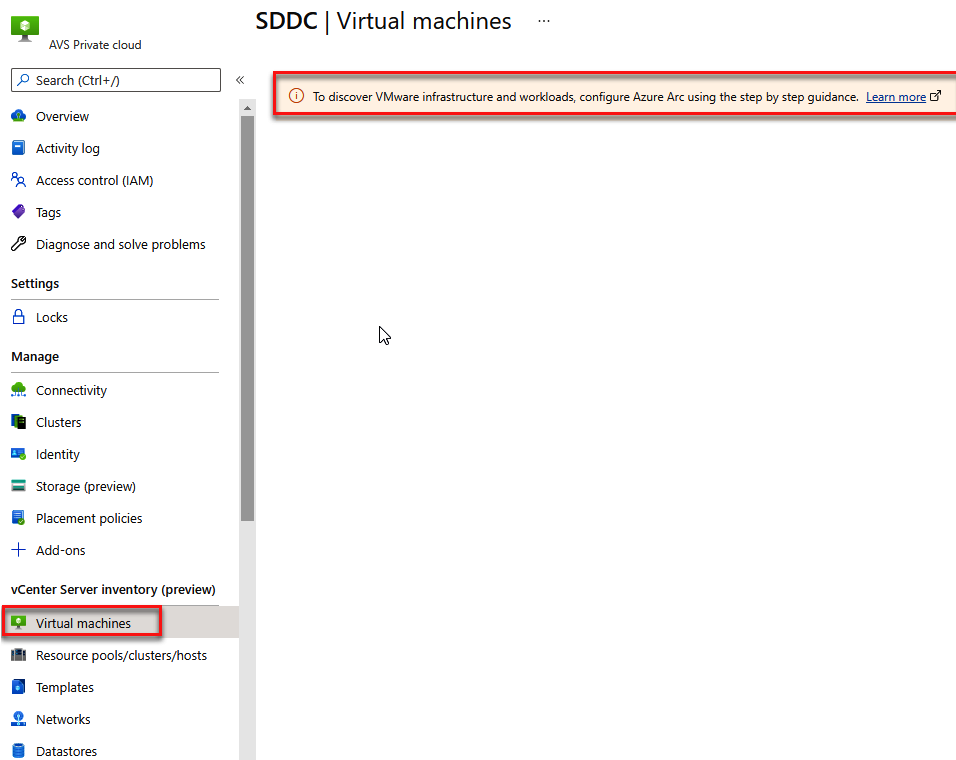 SDDC | Virtual machines ...
AVS Private cloud
Search (Ctrl+/)
«
To discover VMware infrastructure and workloads, configure Azure Arc using the step by step guidance. Learn more
Overview
Activity log
Access control (IAM)
Tags
Diagnose and solve problems
Settings
Locks
Manage
Connectivity
Clusters
Identity
Storage (preview)
Placement policies
Add-ons
vCenter Server inventory (preview)
Virtual machines
Resource pools/clusters/hosts
Templates
Networks
Datastores